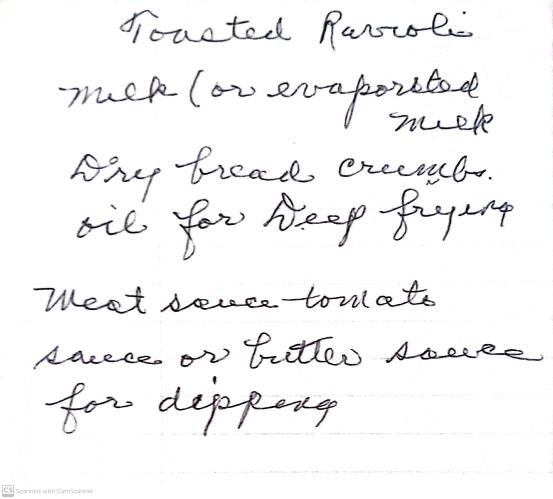 Toasted Ravioli
Milk (or evaporated
milk
Dry bread crumbs.
oil for Deep frying
Meat sauce-tomato
sauce or butter sauce
for dipping
CS Scanned with CamScanner